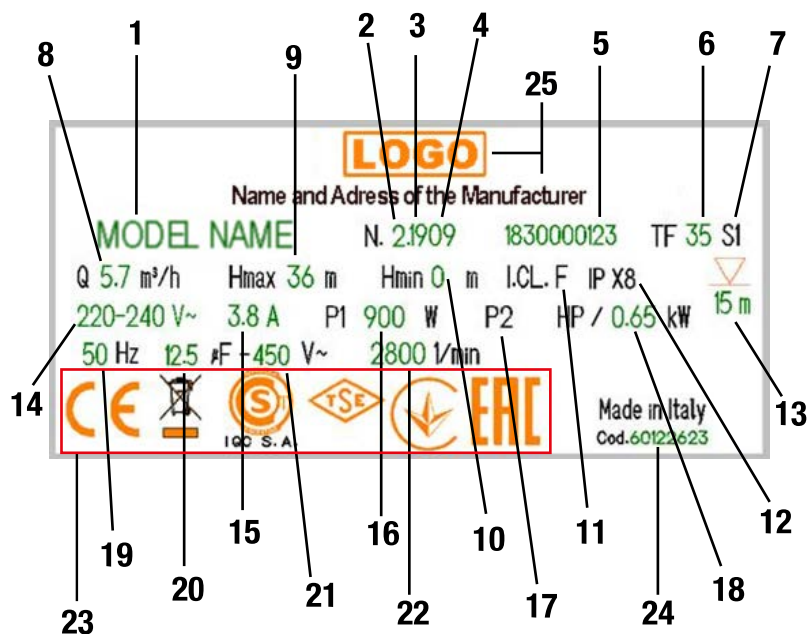 1 2 3 4 5 6 7
8 9 25
LOGO
Name and Adress of the Manufacturer
MODEL NAME N. 2.1909 1830000123 TF 35 S1
Q 5.7 m³/h Hmax 36 m Hmin 0 m I.CL. F IP X8
220-240 V~ 3.8 A P1 900 W P2 HP / 0.65 kW 15 m
50 Hz 12.5 µF -450 V~ 2800 1/min
CE TSE EAC
IQC S.A.
Made in Italy
Cod.60122623
14 13
19 20 15 21 16 10 11 12
23 22 17 24 18